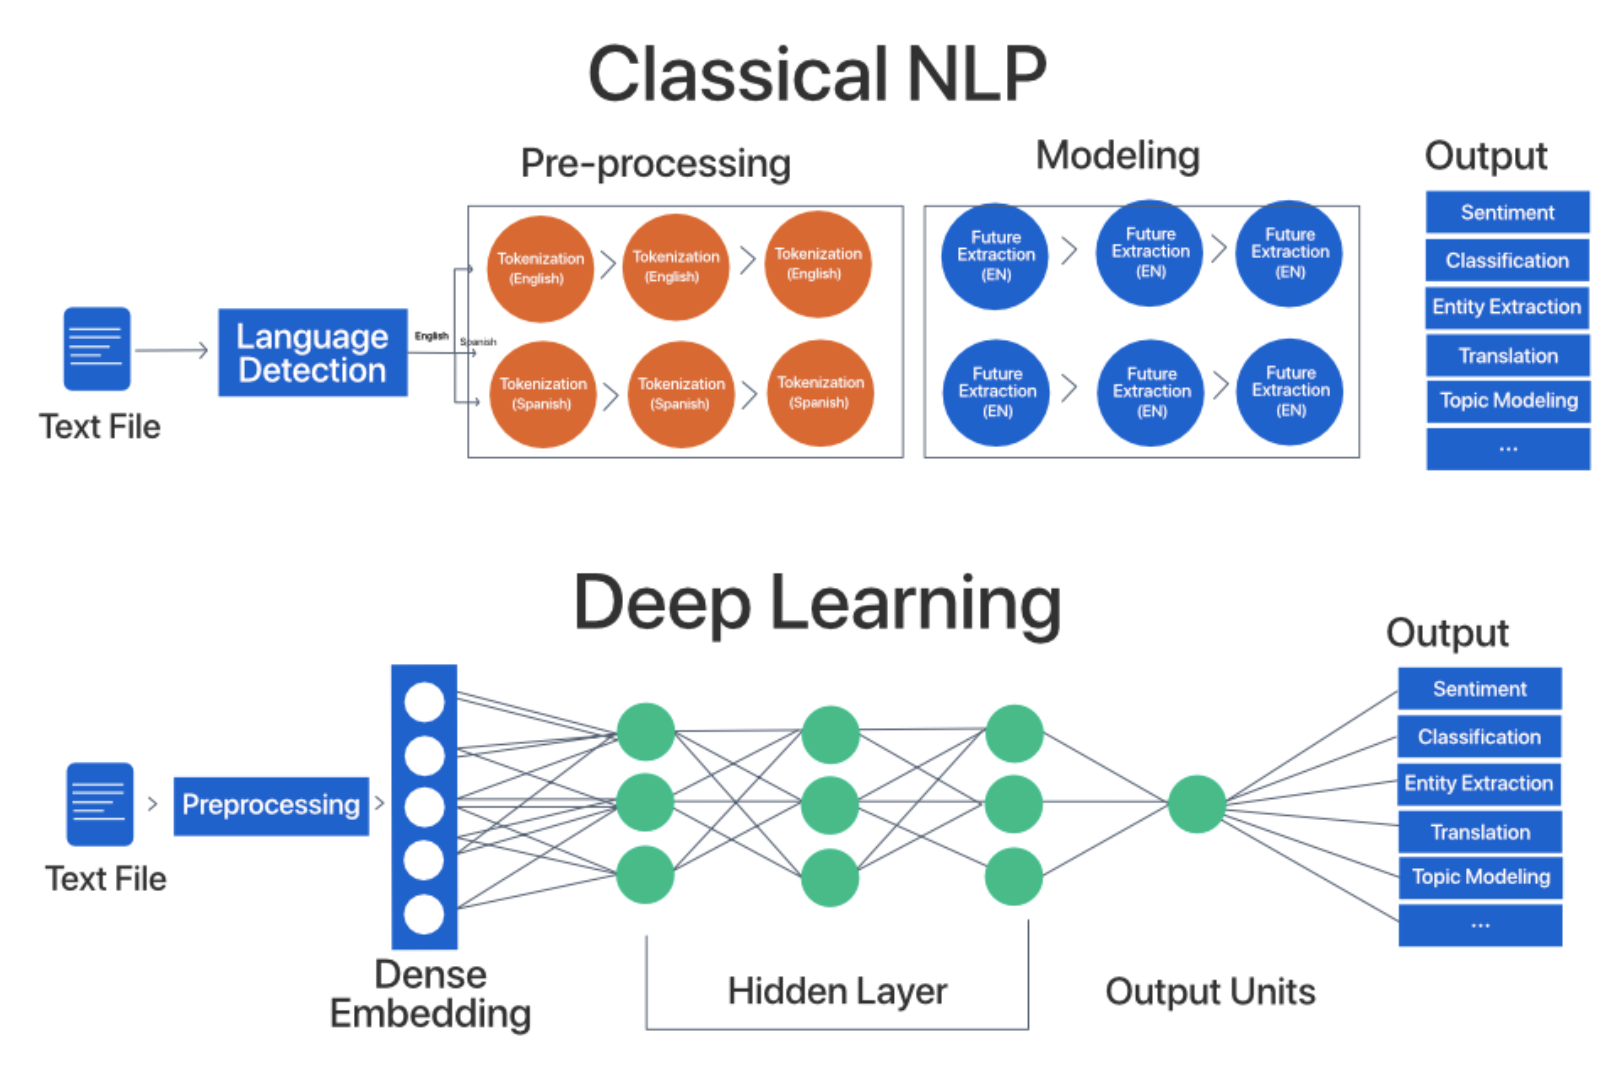 Classical NLP
Pre-processing
Modeling
Output
Text File
Language
Detection
English
Spanish
Tokenization
(English)
Tokenization
(English)
Tokenization
(English)
Tokenization
(Spanish)
Tokenization
(Spanish)
Tokenization
(Spanish)
Future
Extraction
(EN)
Future
Extraction
(EN)
Future
Extraction
(EN)
Future
Extraction
(EN)
Future
Extraction
(EN)
Future
Extraction
(EN)
Sentiment
Classification
Entity Extraction
Translation
Topic Modeling
...
Deep Learning
Output
Text File
Preprocessing
Dense
Embedding
Hidden Layer
Output Units
Sentiment
Classification
Entity Extraction
Translation
Topic Modeling
...